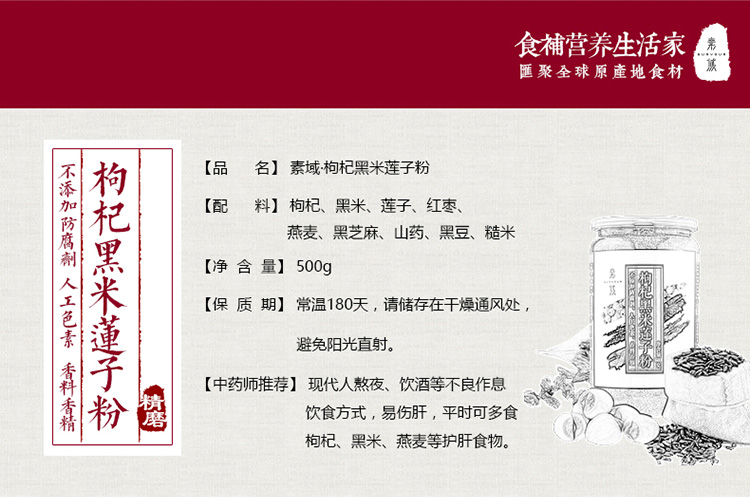 食補营养生活家
匯聚全球原產地食材
素域
枸杞黑米蓮子粉
精磨
不添加防腐劑 人工色素 香料香精
【品 名】 素域·枸杞黑米莲子粉
【配 料】 枸杞、黑米、莲子、红枣、
燕麦、黑芝麻、山药、黑豆、糙米
【净 含 量】 500g
【保 质 期】 常温180天，请储存在干燥通风处，
避免阳光直射。
【中药师推荐】 现代人熬夜、饮酒等不良作息
饮食方式，易伤肝，平时可多食
枸杞、黑米、燕麦等护肝食物。
素域
枸杞黑米蓮子粉